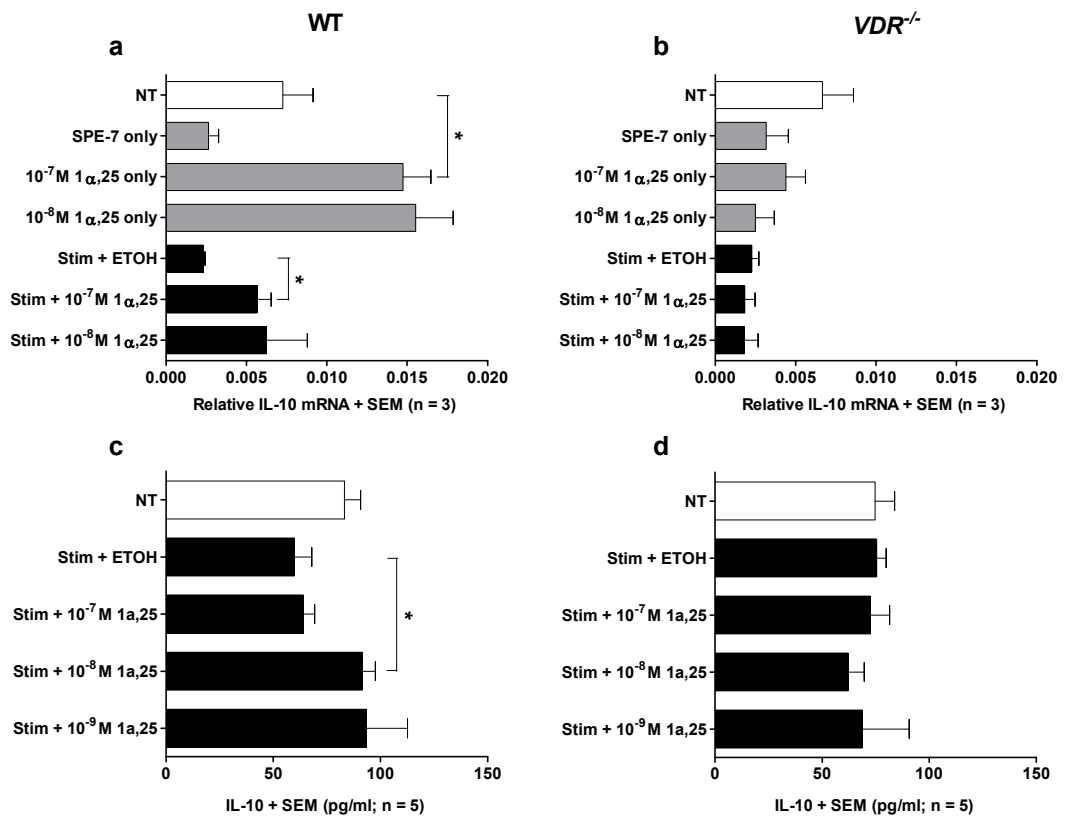 WT
VDR-/-
a
NT
SPE-7 only
10-7M 1α,25 only
10-8M 1α,25 only
Stim + ETOH
Stim + 10-7M 1α,25
Stim + 10-8M 1α,25
*
*
0.000 0.005 0.010 0.015 0.020
Relative IL-10 mRNA + SEM (n = 3)
b
NT
SPE-7 only
10-7M 1α,25 only
10-8M 1α,25 only
Stim + ETOH
Stim + 10-7M 1α,25
Stim + 10-8M 1α,25
0.000 0.005 0.010 0.015 0.020
Relative IL-10 mRNA + SEM (n = 3)
c
NT
Stim + ETOH
Stim + 10-7M 1a,25
Stim + 10-8M 1a,25
Stim + 10-9M 1a,25
*
0 50 100 150
IL-10 + SEM (pg/ml; n = 5)
d
NT
Stim + ETOH
Stim + 10-7M 1a,25
Stim + 10-8M 1a,25
Stim + 10-9M 1a,25
0 50 100 150
IL-10 + SEM (pg/ml; n = 5)